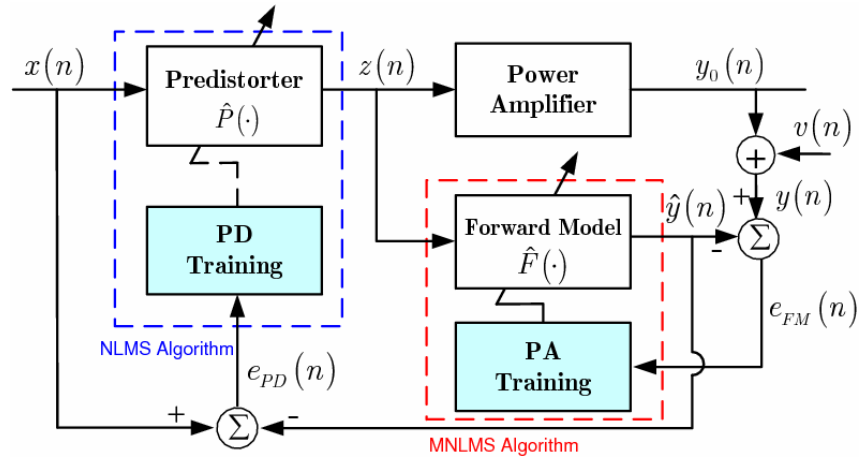 x(n)
Predistorter
P̂(·)
z(n)
Power
Amplifier
y₀(n)
v(n)
+
+
y(n)
PD
Training
Forward Model
F̂(·)
ŷ(n)
-
Σ
NLMS Algorithm
e_PD(n)
PA
Training
e_FM(n)
+
Σ
-
MNLMS Algorithm